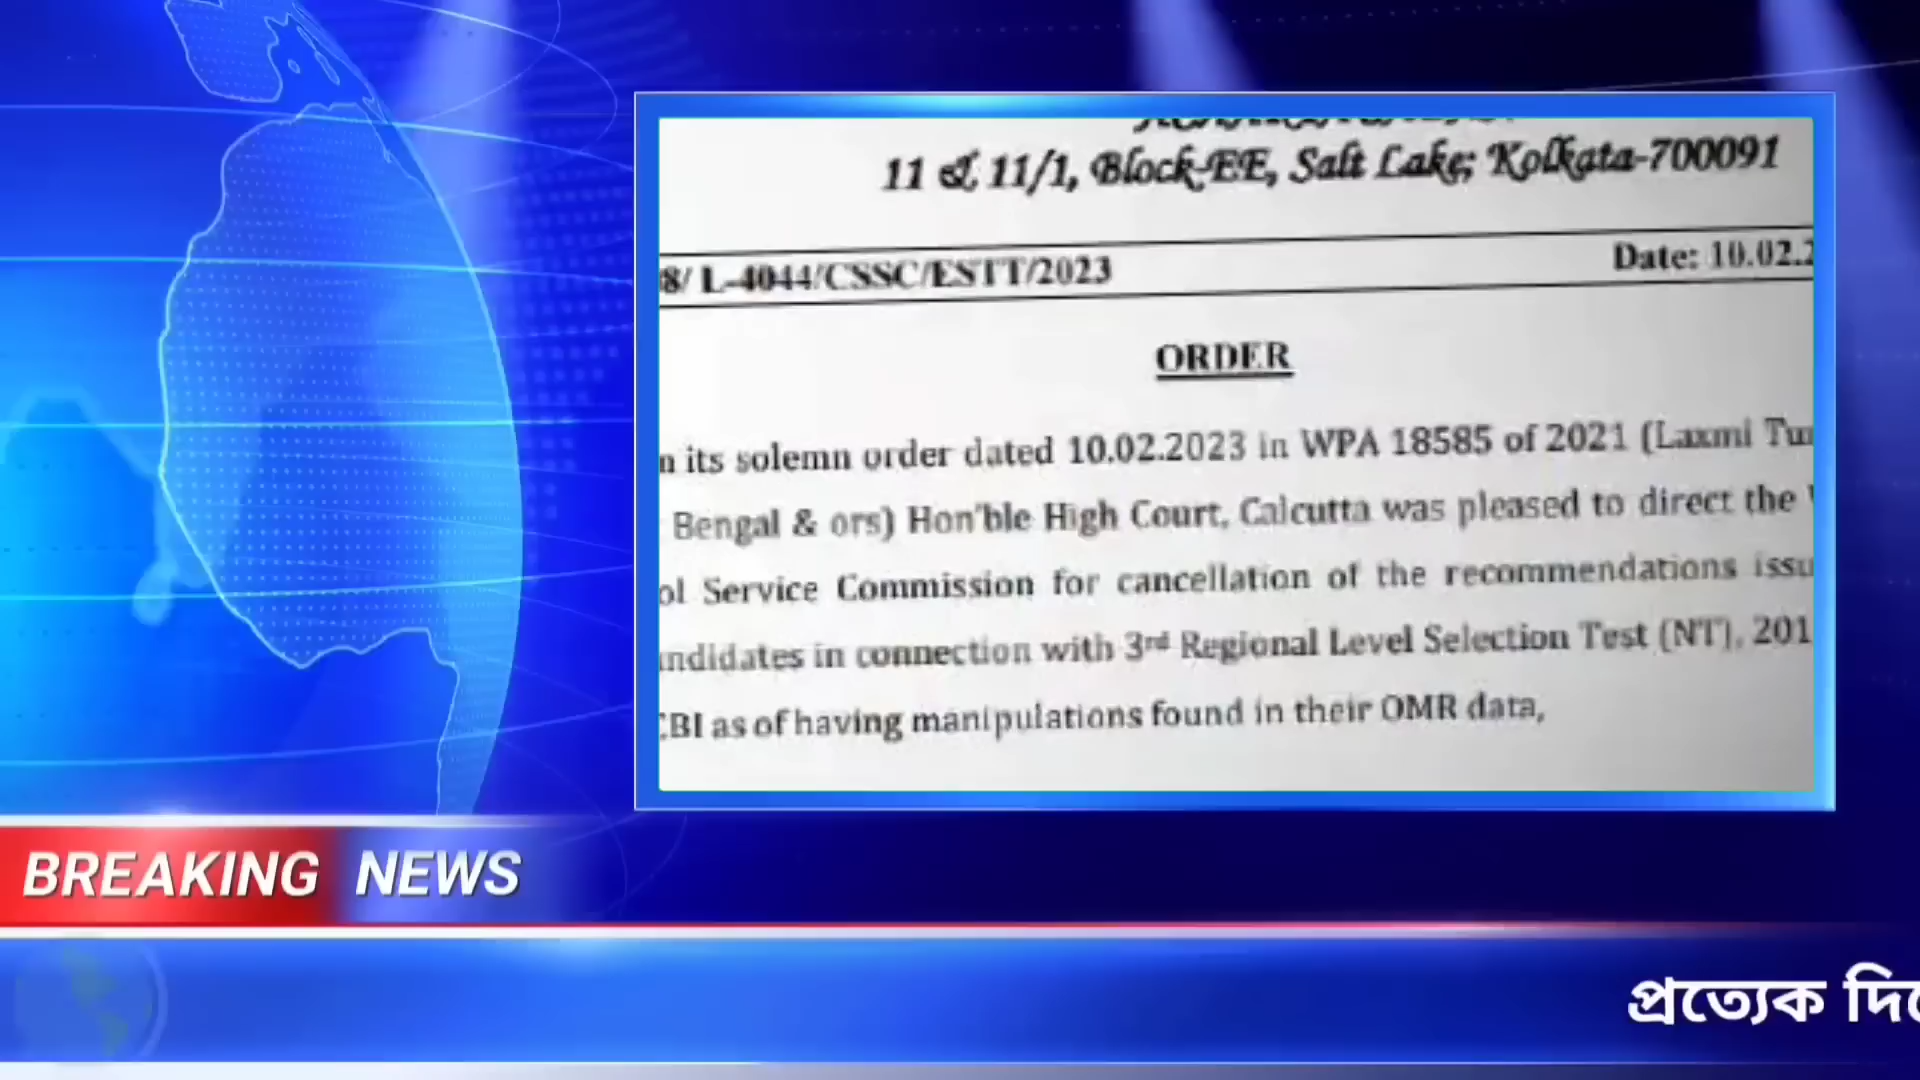 11 & 11/1, Block-EE, Salt Lake, Kolkata-700091
8/ L-4044/CSSC/ESTT/2023
Date: 10.02.2
ORDER
n its solemn order dated 10.02.2023 in WPA 18585 of 2021 (Laxmi Tu
Bengal & ors) Hon'ble High Court, Calcutta was pleased to direct the
ol Service Commission for cancellation of the recommendations issu
ndidates in connection with 3rd Regional Level Selection Test (NT), 201
CBI as of having manipulations found in their OMR data,
BREAKING NEWS
প্রত্যেক দি